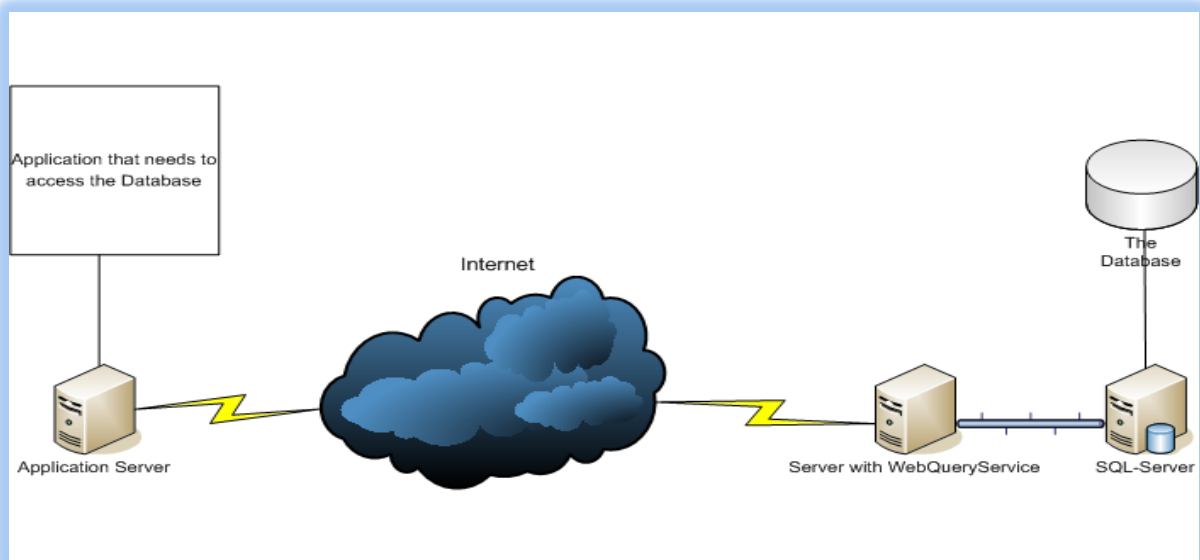 Application that needs to
access the Database
Internet
The
Database
Application Server
Server with WebQueryService
SQL-Server